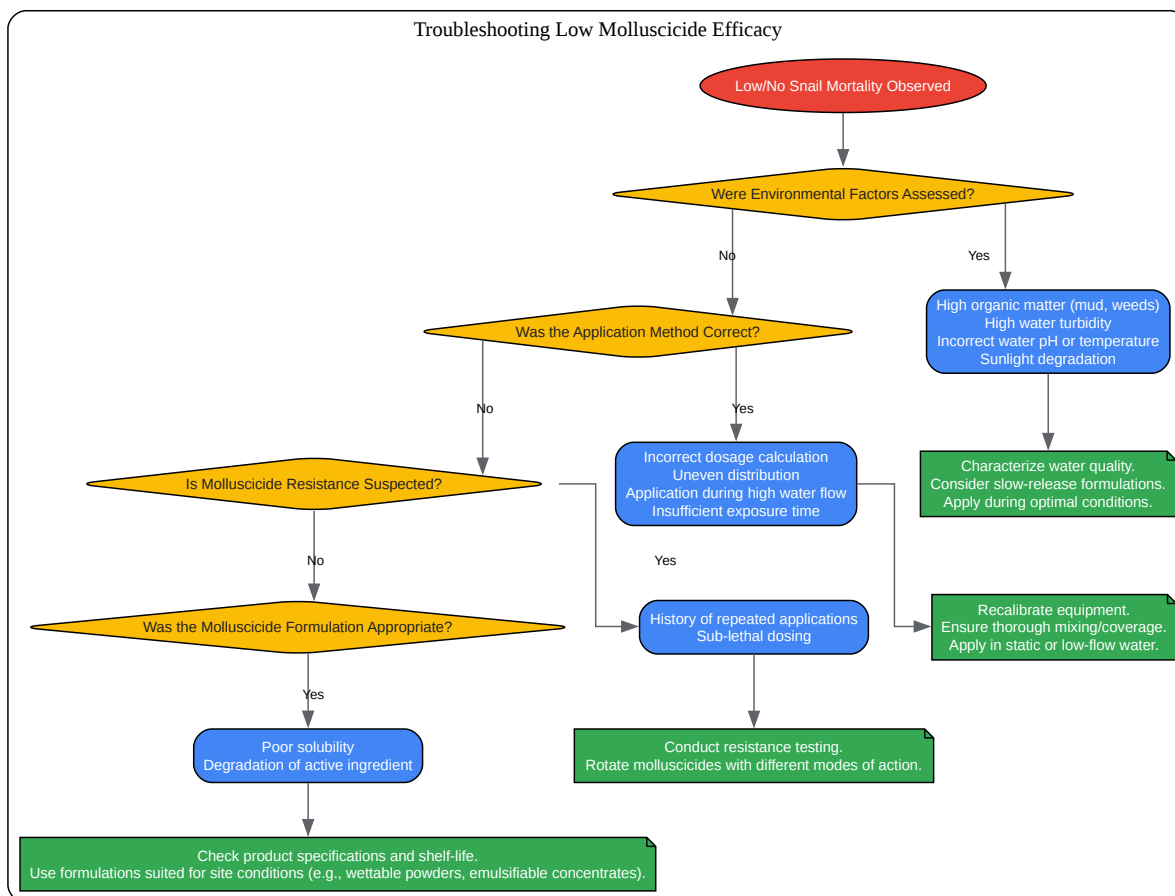 Troubleshooting Low Molluscicide Efficacy
Low/No Snail Mortality Observed
Were Environmental Factors Assessed?
No
Yes
High organic matter (mud, weeds)
High water turbidity
Incorrect water pH or temperature
Sunlight degradation
Was the Application Method Correct?
No
Yes
Characterize water quality.
Consider slow-release formulations.
Apply during optimal conditions.
Incorrect dosage calculation
Uneven distribution
Application during high water flow
Insufficient exposure time
Is Molluscicide Resistance Suspected?
No
Yes
Recalibrate equipment.
Ensure thorough mixing/coverage.
Apply in static or low-flow water.
History of repeated applications
Sub-lethal dosing
Was the Molluscicide Formulation Appropriate?
Yes
Poor solubility
Degradation of active ingredient
Conduct resistance testing.
Rotate molluscicides with different modes of action.
Check product specifications and shelf-life.
Use formulations suited for site conditions (e.g., wettable powders, emulsifiable concentrates).